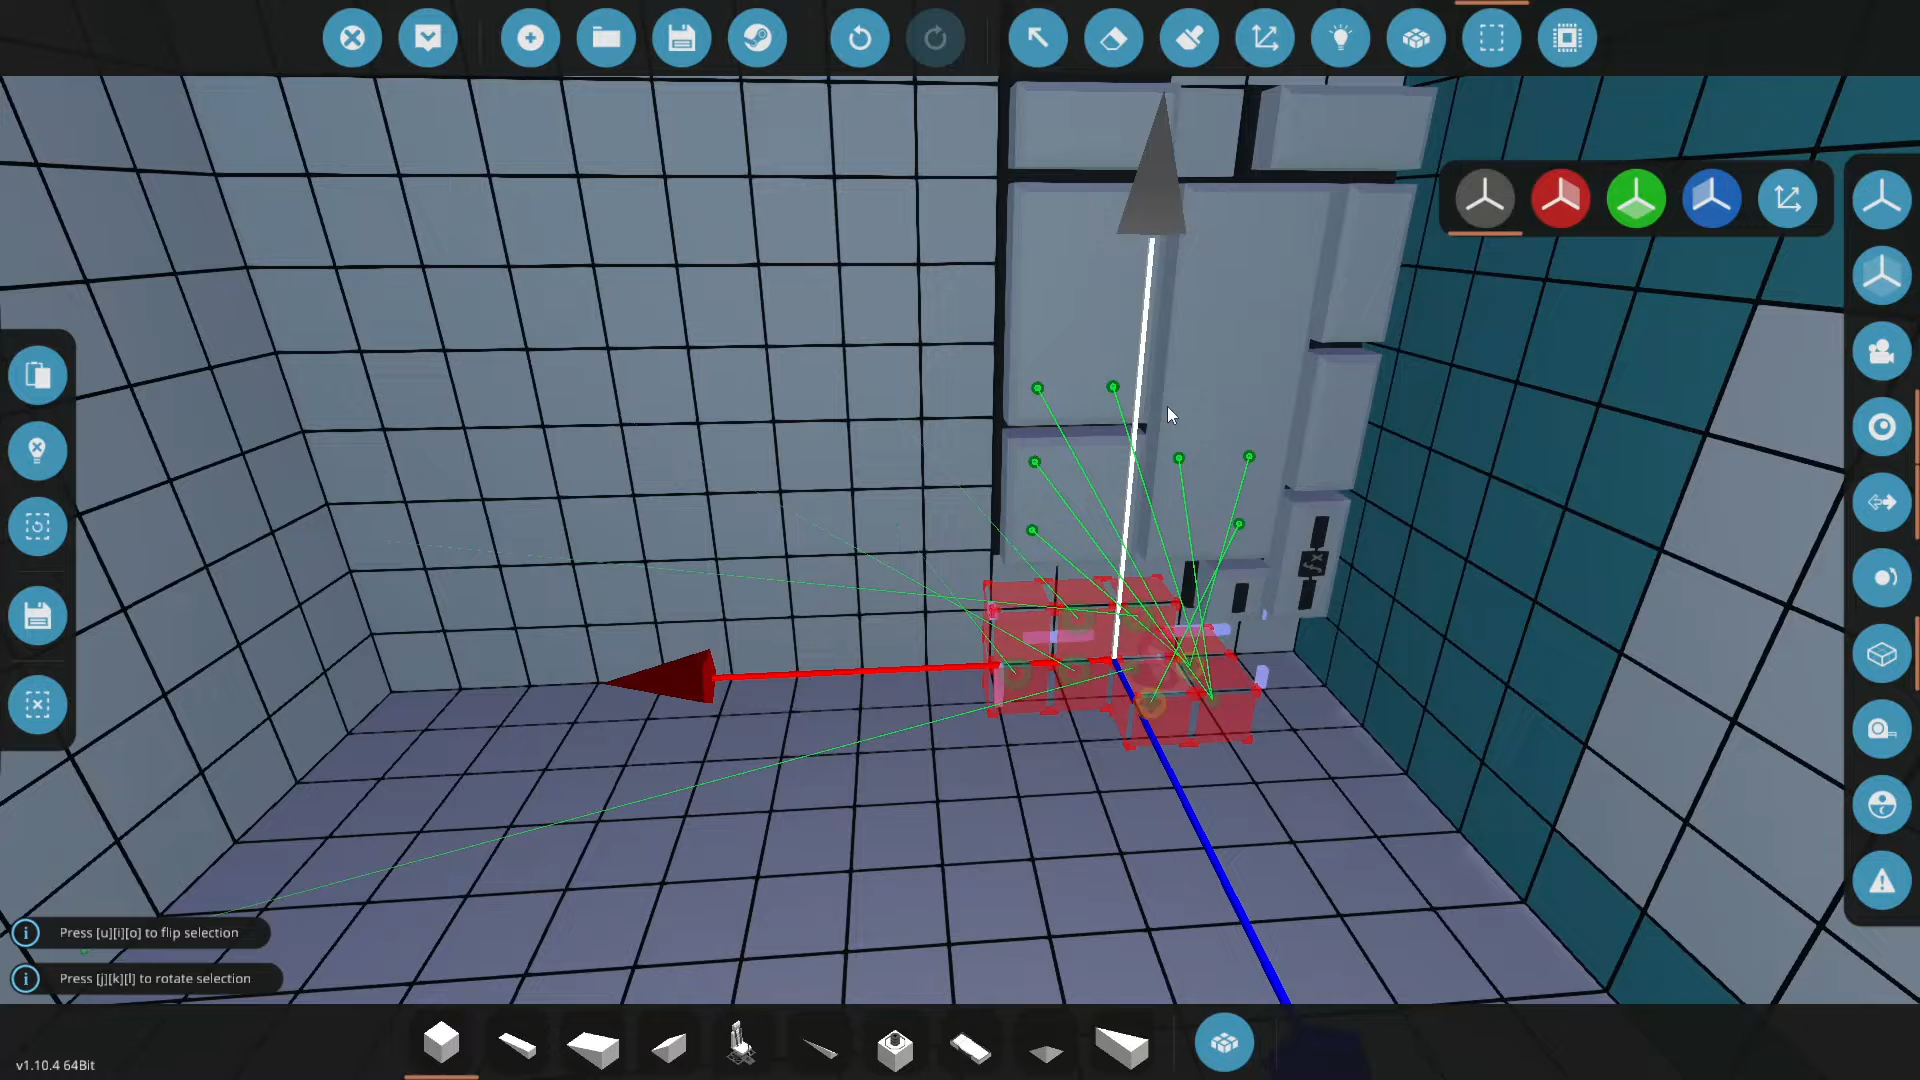 Press [u][i][o] to flip selection
Press [j][k][l] to rotate selection
v1.10.4 64Bit